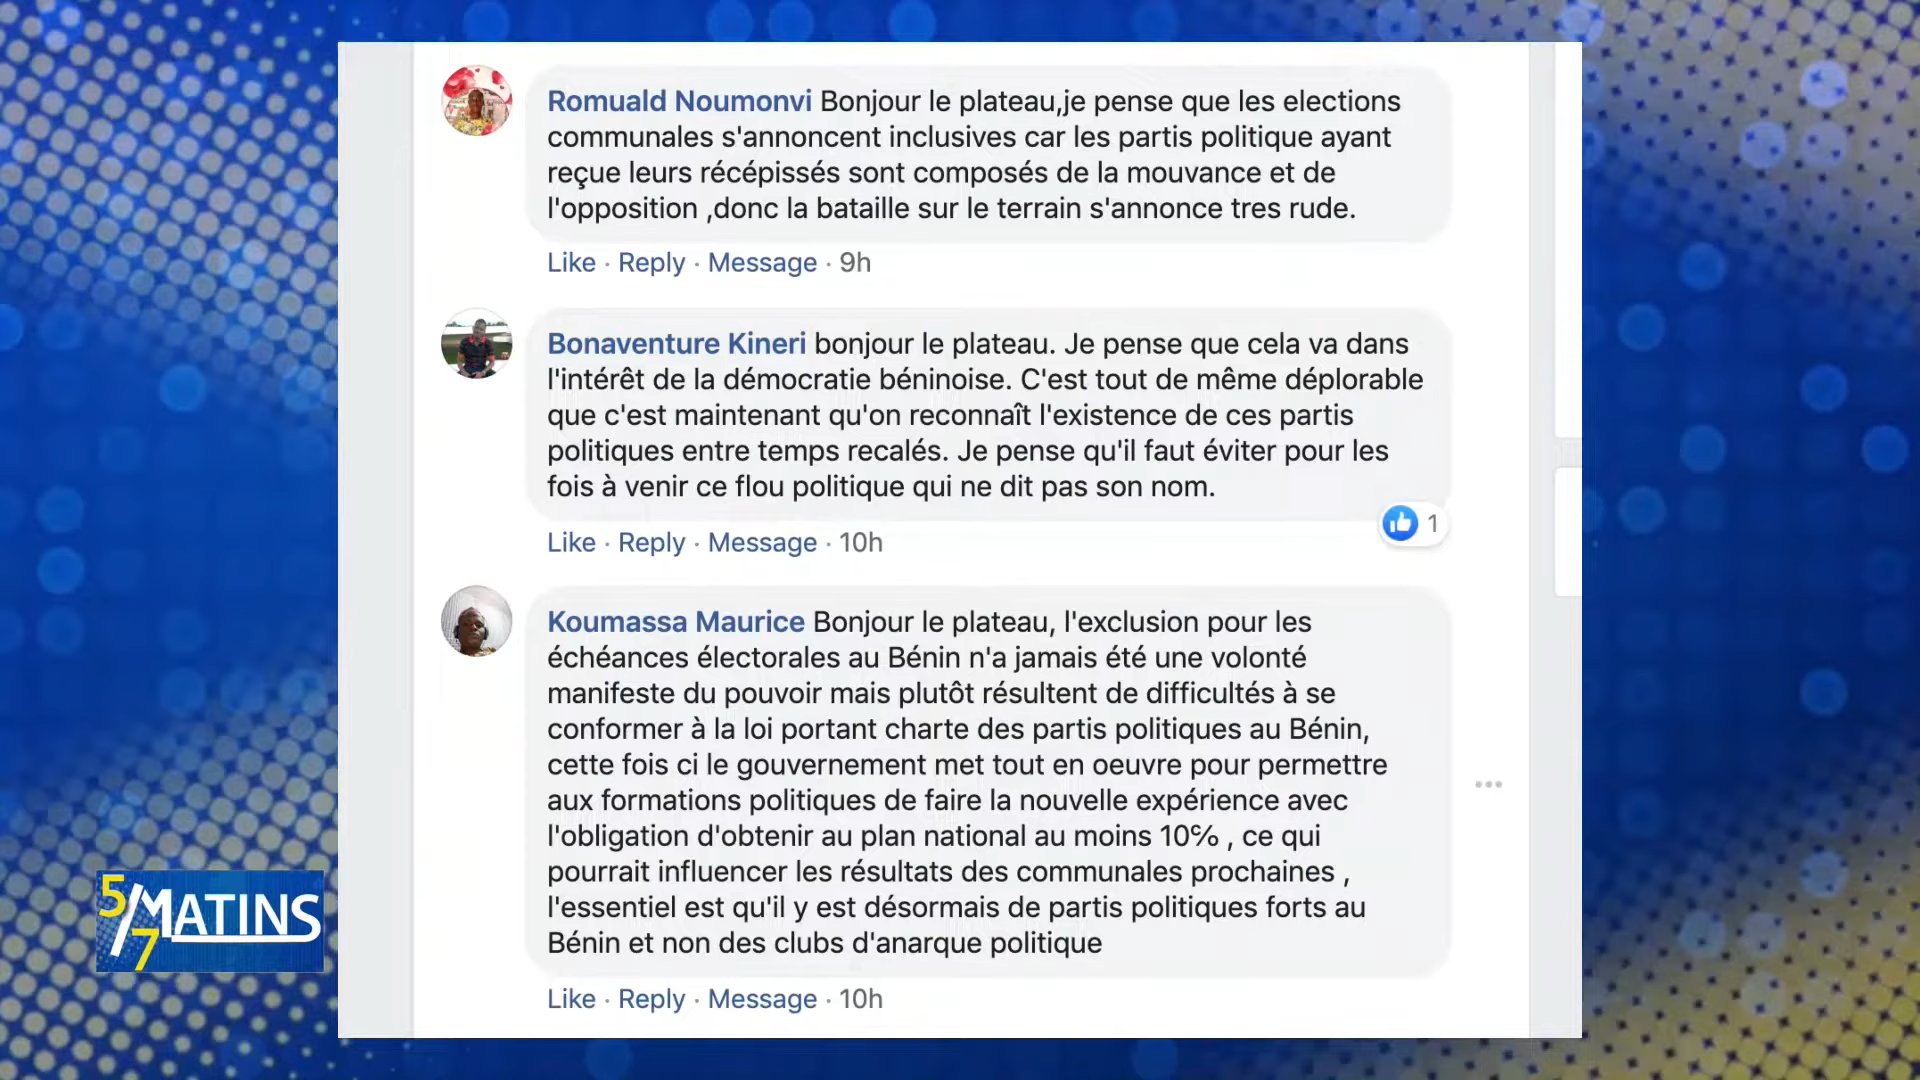 Romuald Noumonvi Bonjour le plateau,je pense que les elections
communales s'annoncent inclusives car les partis politique ayant
reçue leurs récépissés sont composés de la mouvance et de
l'opposition ,donc la bataille sur le terrain s'annonce tres rude.
Like · Reply · Message · 9h
Bonaventure Kineri bonjour le plateau. Je pense que cela va dans
l'intérêt de la démocratie béninoise. C'est tout de même déplorable
que c'est maintenant qu'on reconnaît l'existence de ces partis
politiques entre temps recalés. Je pense qu'il faut éviter pour les
fois à venir ce flou politique qui ne dit pas son nom.
1
Like · Reply · Message · 10h
Koumassa Maurice Bonjour le plateau, l'exclusion pour les
échéances électorales au Bénin n'a jamais été une volonté
manifeste du pouvoir mais plutôt résultent de difficultés à se
conformer à la loi portant charte des partis politiques au Bénin,
cette fois ci le gouvernement met tout en oeuvre pour permettre
aux formations politiques de faire la nouvelle expérience avec
l'obligation d'obtenir au plan national au moins 10℅ , ce qui
pourrait influencer les résultats des communales prochaines ,
l'essentiel est qu'il y est désormais de partis politiques forts au
Bénin et non des clubs d'anarque politique
Like · Reply · Message · 10h
5/7 MATINS